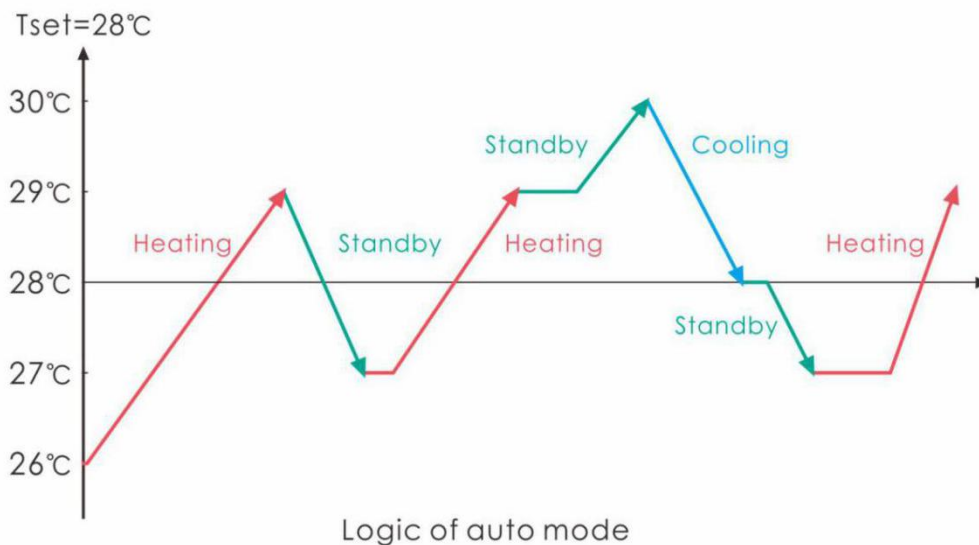 Tset=28℃
30℃
Standby
Cooling
29℃
Heating
Standby
Heating
Heating
28℃
Standby
27℃
26℃
Logic of auto mode